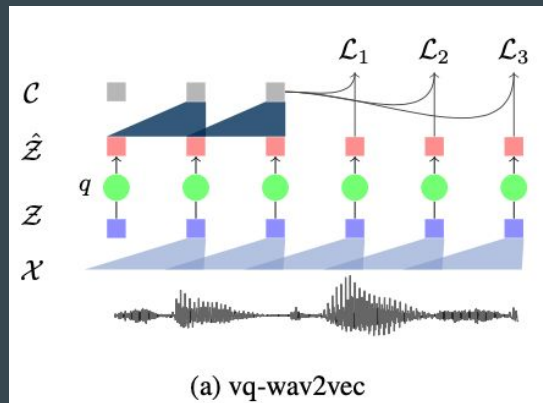 𝓛₁ 𝓛₂ 𝓛₃
𝒞
𝒵̂
q
𝒵
𝒳
(a) vq-wav2vec